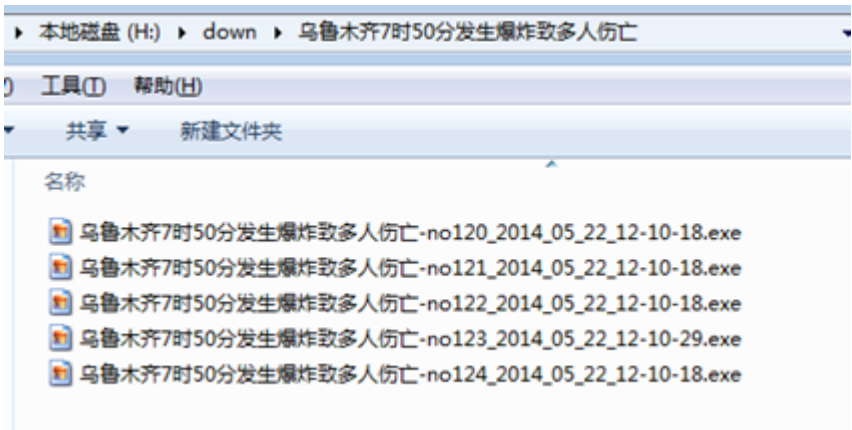 本地磁盘 (H:) ▸ down ▸ 乌鲁木齐7时50分发生爆炸致多人伤亡
工具(T) 帮助(H)
共享 新建文件夹
名称
乌鲁木齐7时50分发生爆炸致多人伤亡-no120_2014_05_22_12-10-18.exe
乌鲁木齐7时50分发生爆炸致多人伤亡-no121_2014_05_22_12-10-18.exe
乌鲁木齐7时50分发生爆炸致多人伤亡-no122_2014_05_22_12-10-18.exe
乌鲁木齐7时50分发生爆炸致多人伤亡-no123_2014_05_22_12-10-29.exe
乌鲁木齐7时50分发生爆炸致多人伤亡-no124_2014_05_22_12-10-18.exe